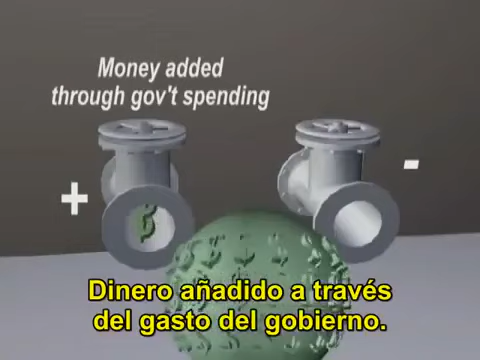 Money added
through gov't spending
+
-
Dinero añadido a través
del gasto del gobierno.